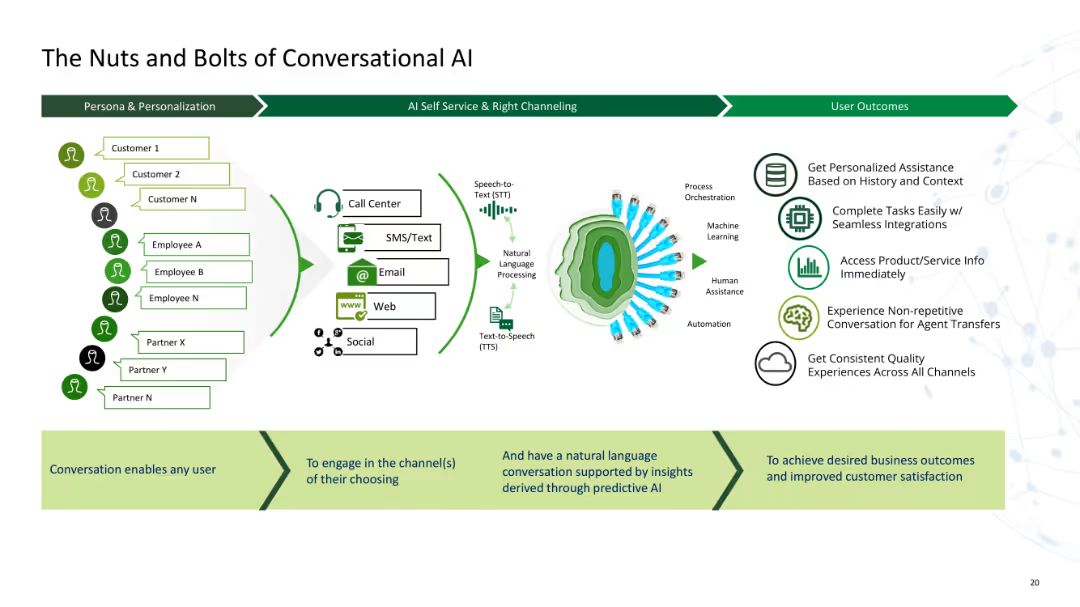 The Nuts and Bolts of Conversational AI
Persona & Personalization
AI Self Service & Right Channeling
User Outcomes
Customer 1
Customer 2
Customer N
Employee A
Employee B
Employee N
Partner X
Partner Y
Partner N
Call Center
SMS/Text
@
Email
www
Web
Social
Speech-to-
Text (STT)
Natural
Language
Processing
Text-to-Speech
(TTS)
Process
Orchestration
Machine
Learning
Human
Assistance
Automation
Get Personalized Assistance
Based on History and Context
Complete Tasks Easily w/
Seamless Integrations
Access Product/Service Info
Immediately
Experience Non-repetitive
Conversation for Agent Transfers
Get Consistent Quality
Experiences Across All Channels
Conversation enables any user
To engage in the channel(s)
of their choosing
And have a natural language
conversation supported by insights
derived through predictive AI
To achieve desired business outcomes
and improved customer satisfaction
20